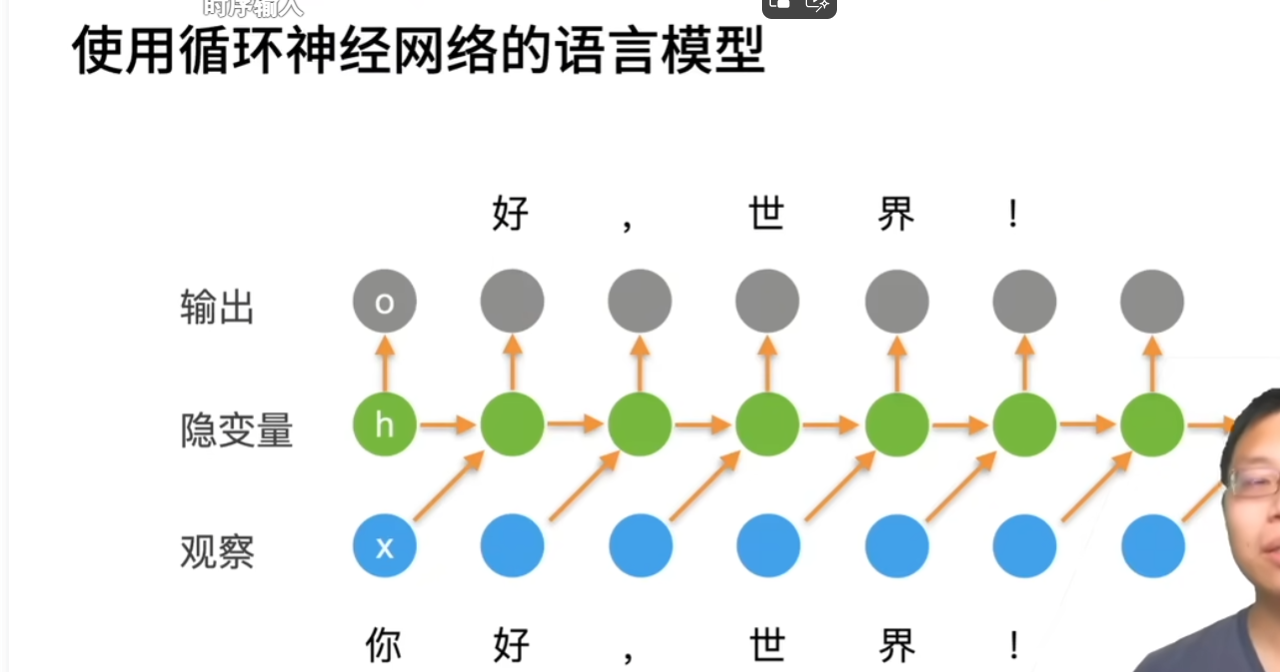 时序输入
使用循环神经网络的语言模型
好 , 世 界 !
输出 o
隐变量 h
观察 x
你 好 , 世 界 !